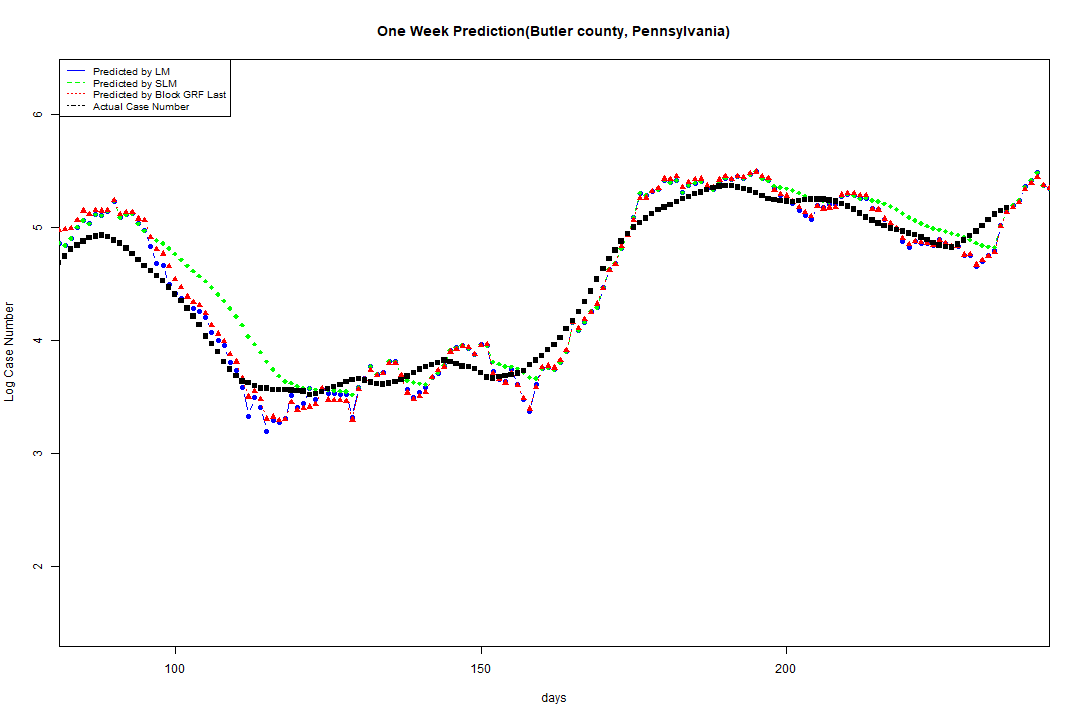 One Week Prediction(Butler county, Pennsylvania)
Predicted by LM
Predicted by SLM
Predicted by Block GRF Last
Actual Case Number
6
5
4
3
2
Log Case Number
100 150 200
days